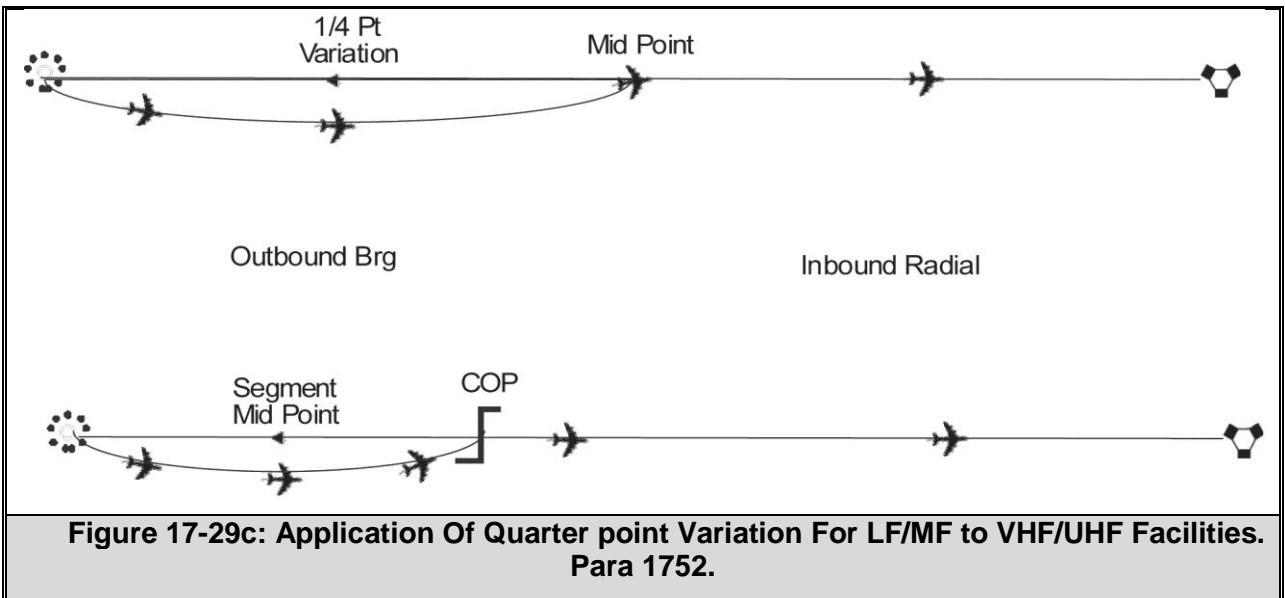 1/4 Pt
Variation
Mid Point
Outbound Brg
Inbound Radial
Segment
Mid Point
COP
Figure 17-29c: Application Of Quarter point Variation For LF/MF to VHF/UHF Facilities.
Para 1752.